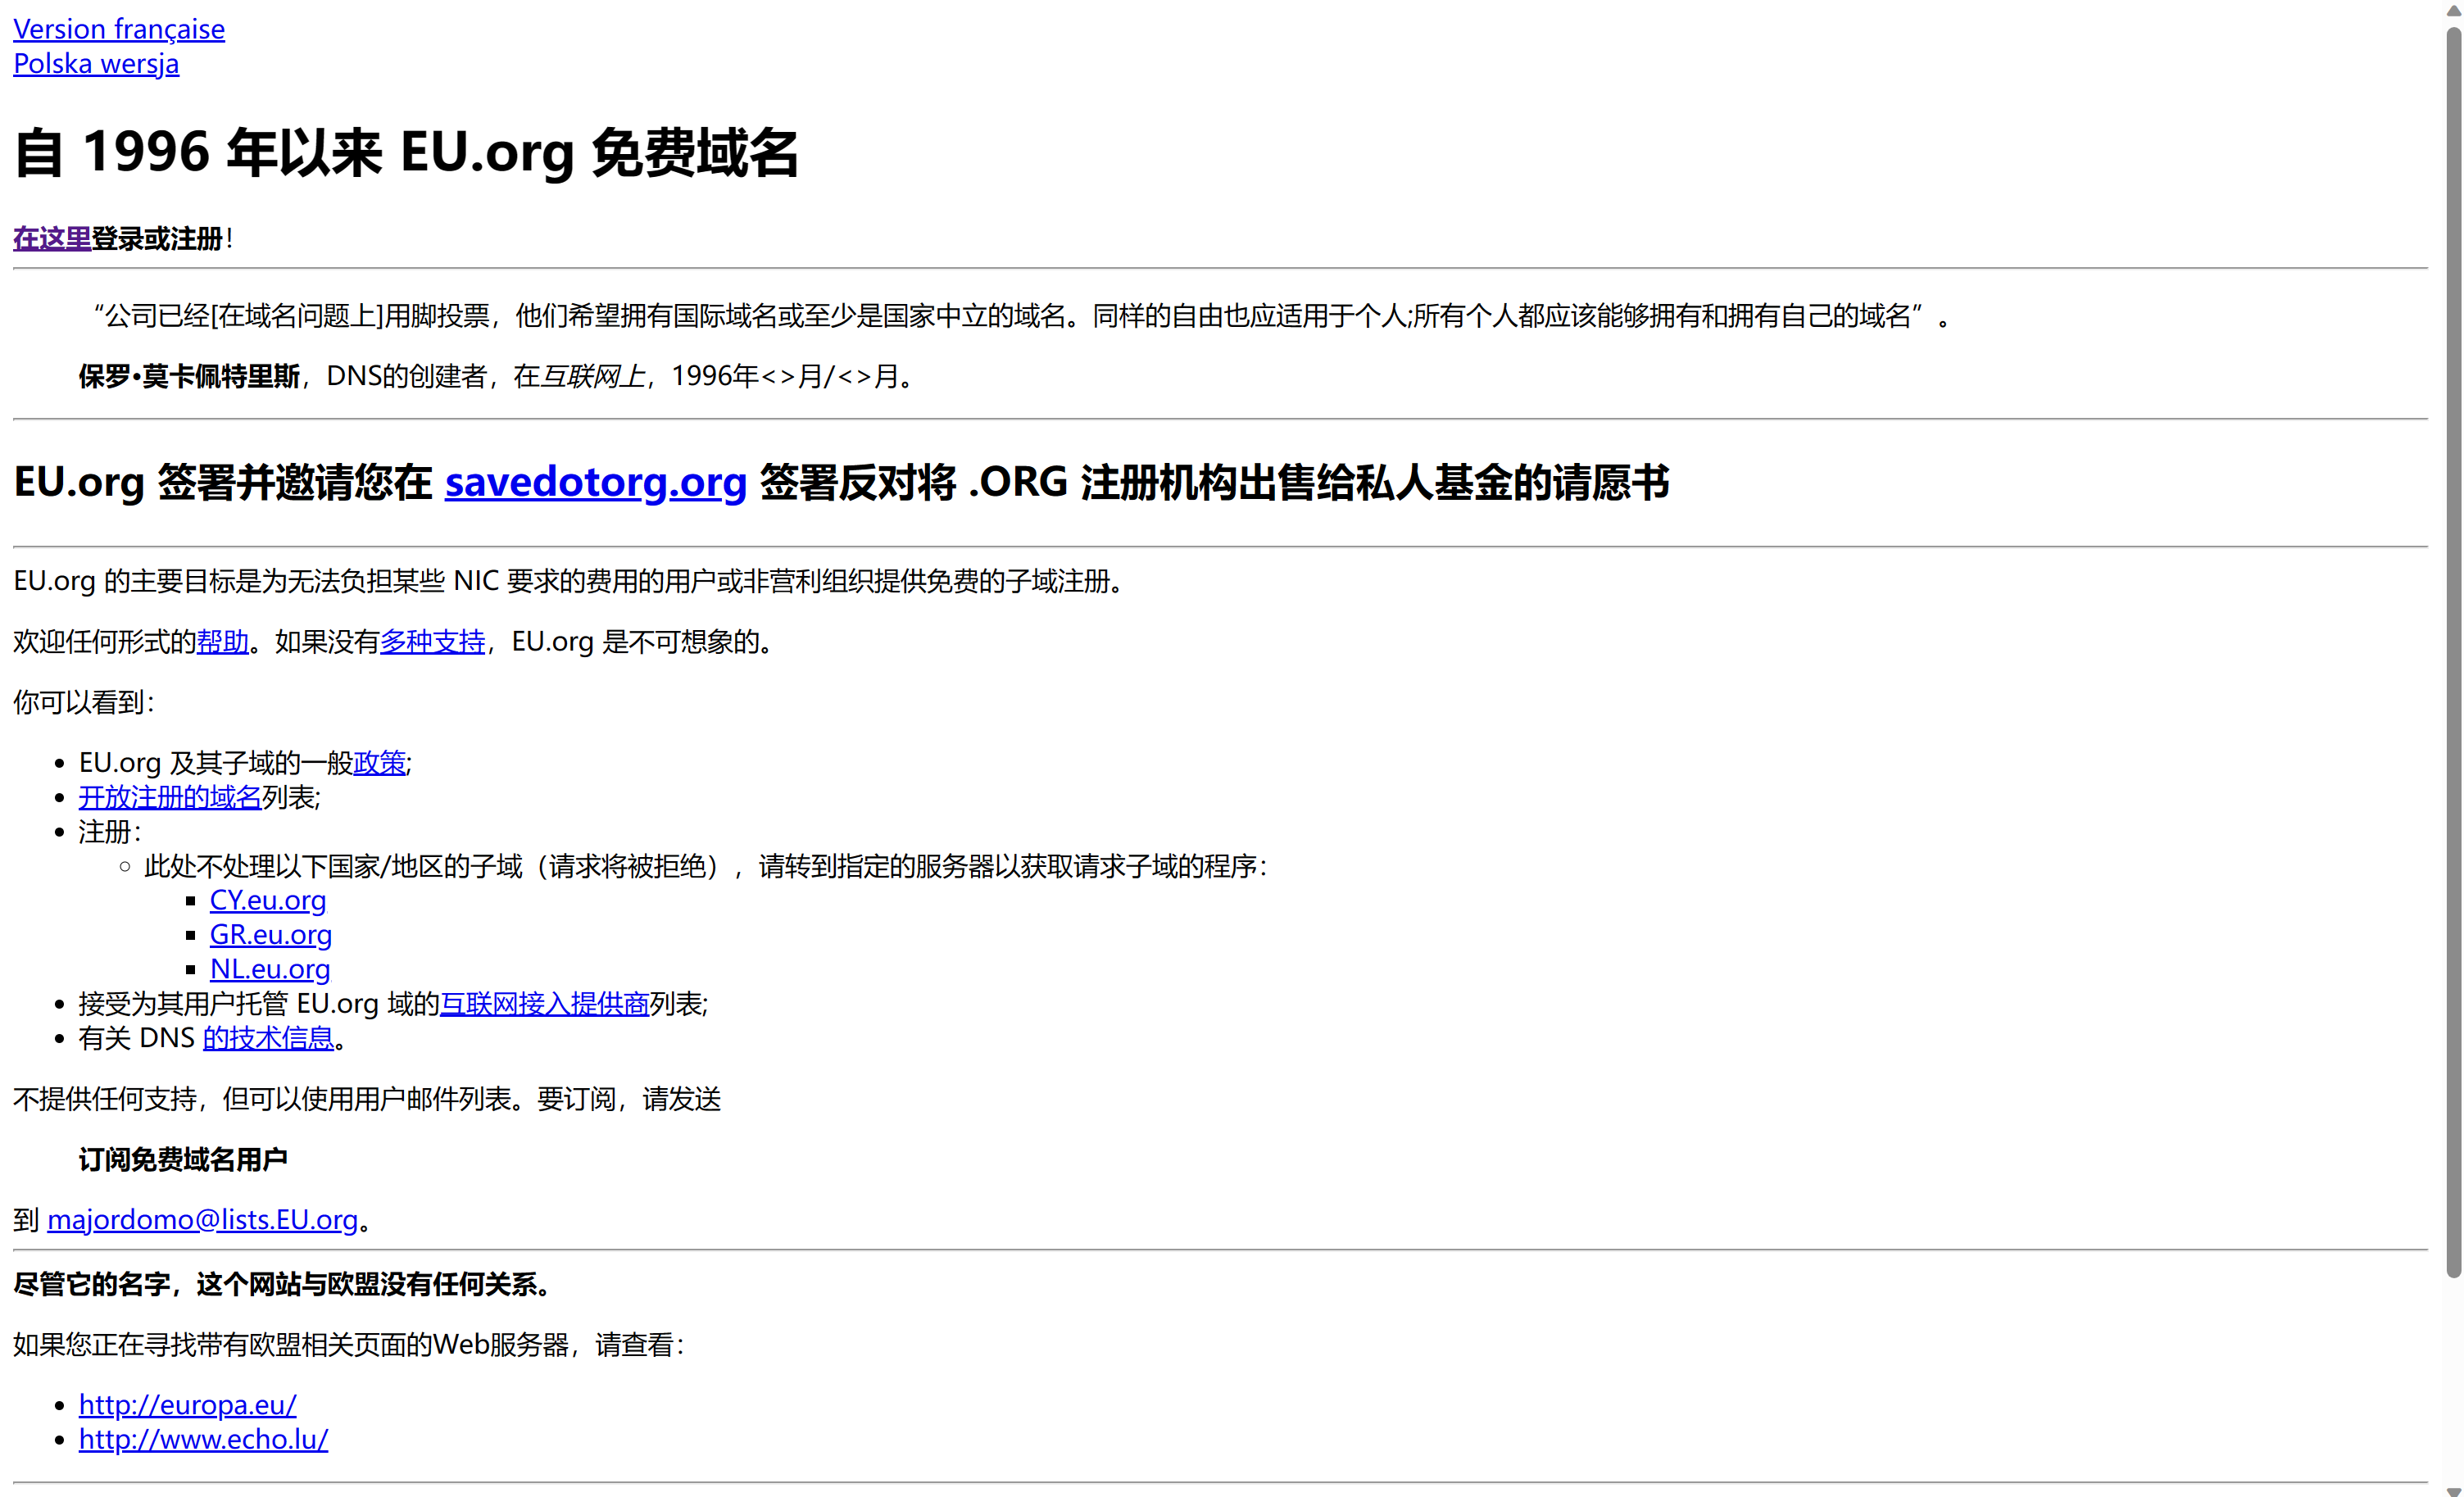 Version française
Polska wersja
自 1996 年以来 EU.org 免费域名
在这里登录或注册！
“公司已经[在域名问题上]用脚投票，他们希望拥有国际域名或至少是国家中立的域名。同样的自由也应适用于个人;所有个人都应该能够拥有和拥有自己的域名”。
保罗•莫卡佩特里斯，DNS的创建者，在互联网上，1996年<>月/<>月。
EU.org 签署并邀请您在 savedotorg.org 签署反对将 .ORG 注册机构出售给私人基金的请愿书
EU.org 的主要目标是为无法负担某些 NIC 要求的费用的用户或非营利组织提供免费的子域注册。
欢迎任何形式的帮助。如果没有多种支持，EU.org 是不可想象的。
你可以看到：
• EU.org 及其子域的一般政策;
• 开放注册的域名列表;
• 注册：
◦ 此处不处理以下国家/地区的子域（请求将被拒绝），请转到指定的服务器以获取请求子域的程序：
▪ CY.eu.org
▪ GR.eu.org
▪ NL.eu.org
• 接受为其用户托管 EU.org 域的互联网接入提供商列表;
• 有关 DNS 的技术信息。
不提供任何支持，但可以使用用户邮件列表。要订阅，请发送
订阅免费域名用户
到 majordomo@lists.EU.org。
尽管它的名字，这个网站与欧盟没有任何关系。
如果您正在寻找带有欧盟相关页面的Web服务器，请查看：
• http://europa.eu/
• http://www.echo.lu/